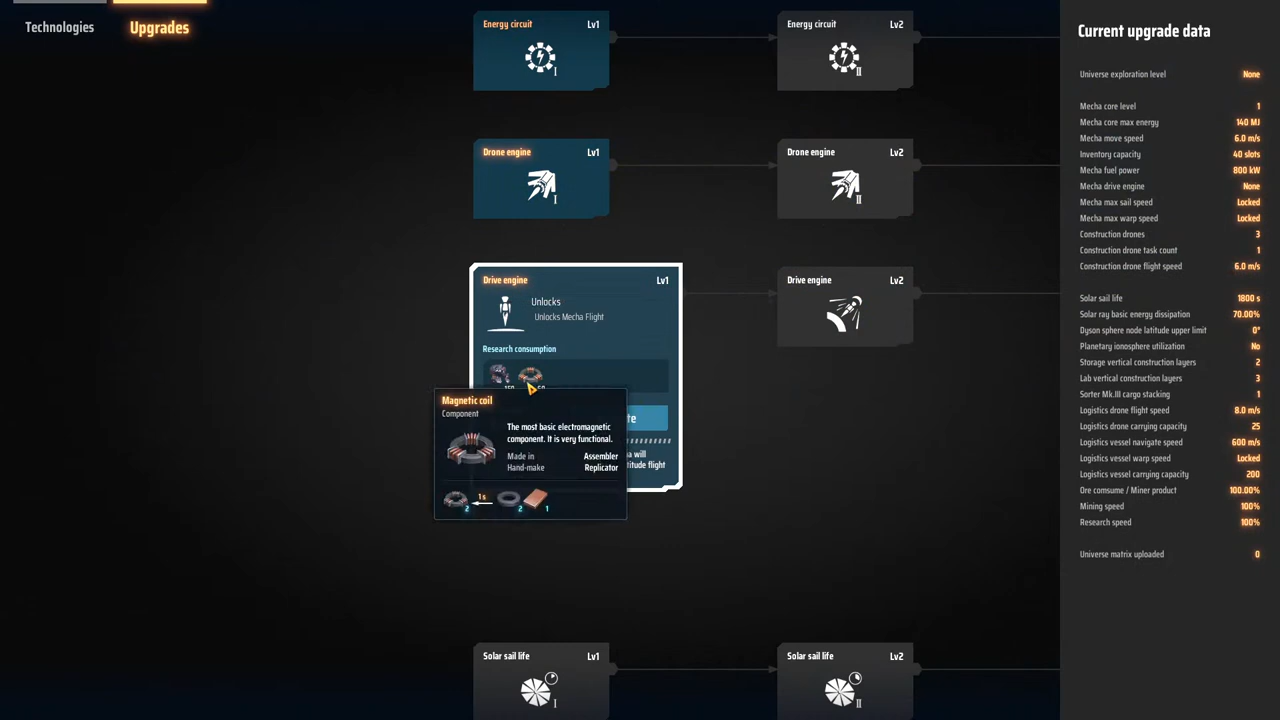 Technologies
Upgrades
Energy circuit Lv1
I
Energy circuit Lv2
II
Drone engine Lv1
I
Drone engine Lv2
II
Drive engine Lv1
Unlocks
Unlocks Mecha Flight
Research consumption
Drive engine Lv2
Magnetic coil
Component
The most basic electromagnetic
component. It is very functional.
Made in Assembler
Hand-make Replicator
2 1 s 2 1
Solar sail life Lv1
I
Solar sail life Lv2
II
Current upgrade data
Universe exploration level None
Mecha core level 1
Mecha core max energy 140 MJ
Mecha move speed 6.0 m/s
Inventory capacity 40 slots
Mecha fuel power 800 kW
Mecha drive engine None
Mecha max sail speed Locked
Mecha max warp speed Locked
Construction drones 3
Construction drone task count 1
Construction drone flight speed 6.0 m/s
Solar sail life 1800 s
Solar ray basic energy dissipation 70.00%
Dyson sphere node latitude upper limit 0°
Planetary ionosphere utilization No
Storage vertical construction layers 2
Lab vertical construction layers 3
Sorter Mk.III cargo stacking 1
Logistics drone flight speed 8.0 m/s
Logistics drone carrying capacity 25
Logistics vessel navigate speed 600 m/s
Logistics vessel warp speed Locked
Logistics vessel carrying capacity 200
Ore comsume / Miner product 100.00%
Mining speed 100%
Research speed 100%
Universe matrix uploaded 0